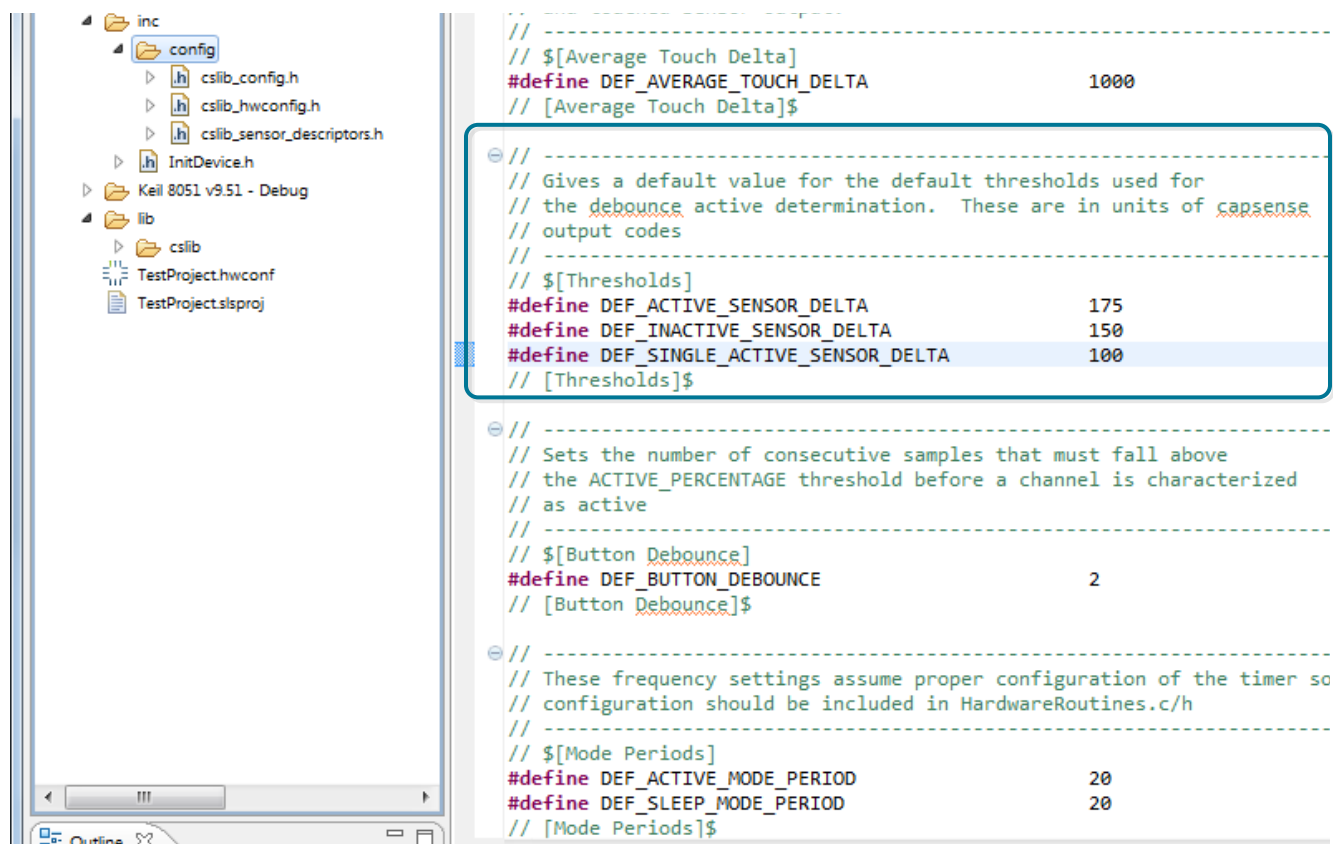 inc
config
.h cslib_config.h
.h cslib_hwconfig.h
.h cslib_sensor_descriptors.h
.h InitDevice.h
Keil 8051 v9.51 - Debug
lib
cslib
TestProject.hwconf
TestProject.slsproj
Outline
// ----------------------------------------------------------------------
// $[Average Touch Delta]
#define DEF_AVERAGE_TOUCH_DELTA 1000
// [Average Touch Delta]$
// ----------------------------------------------------------------------
// Gives a default value for the default thresholds used for
// the debounce active determination.  These are in units of capsense
// output codes
// ----------------------------------------------------------------------
// $[Thresholds]
#define DEF_ACTIVE_SENSOR_DELTA 175
#define DEF_INACTIVE_SENSOR_DELTA 150
#define DEF_SINGLE_ACTIVE_SENSOR_DELTA 100
// [Thresholds]$
// ----------------------------------------------------------------------
// Sets the number of consecutive samples that must fall above
// the ACTIVE_PERCENTAGE threshold before a channel is characterized
// as active
// ----------------------------------------------------------------------
// $[Button Debounce]
#define DEF_BUTTON_DEBOUNCE 2
// [Button Debounce]$
// ----------------------------------------------------------------------
// These frequency settings assume proper configuration of the timer so
// configuration should be included in HardwareRoutines.c/h
// ----------------------------------------------------------------------
// $[Mode Periods]
#define DEF_ACTIVE_MODE_PERIOD 20
#define DEF_SLEEP_MODE_PERIOD 20
// [Mode Periods]$